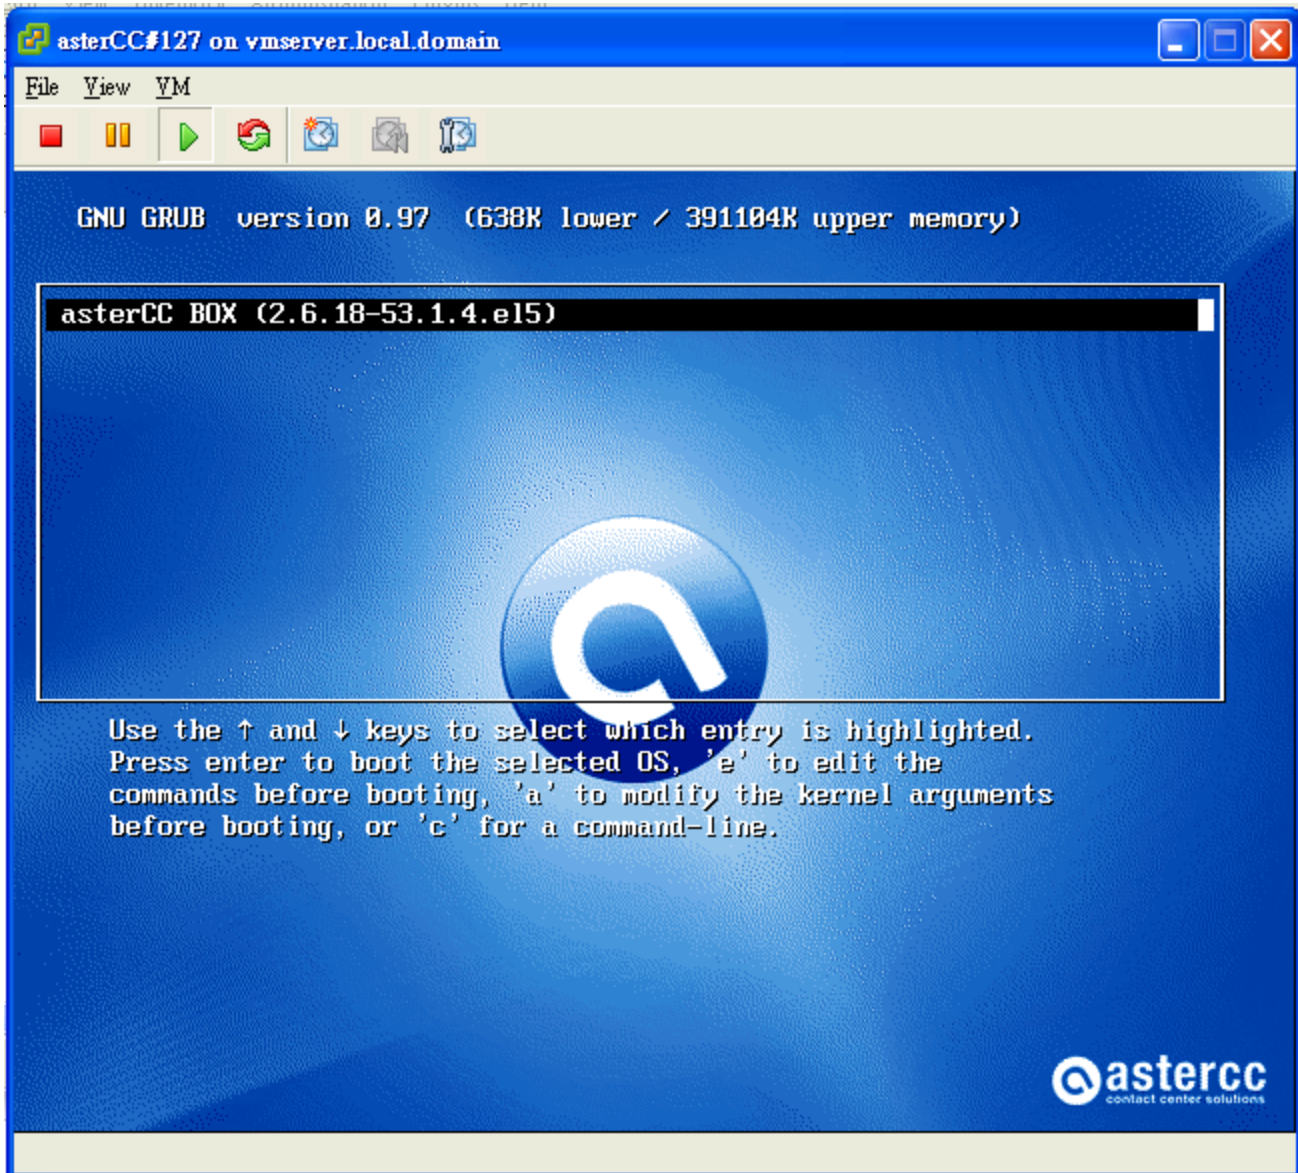 asterCC#127 on vmserver.local.domain
File View VM
GNU GRUB version 0.97 (638K lower / 391104K upper memory)
asterCC BOX (2.6.18-53.1.4.el5)
Use the ↑ and ↓ keys to select which entry is highlighted.
Press enter to boot the selected OS, 'e' to edit the
commands before booting, 'a' to modify the kernel arguments
before booting, or 'c' for a command-line.
astercc
contact center solutions